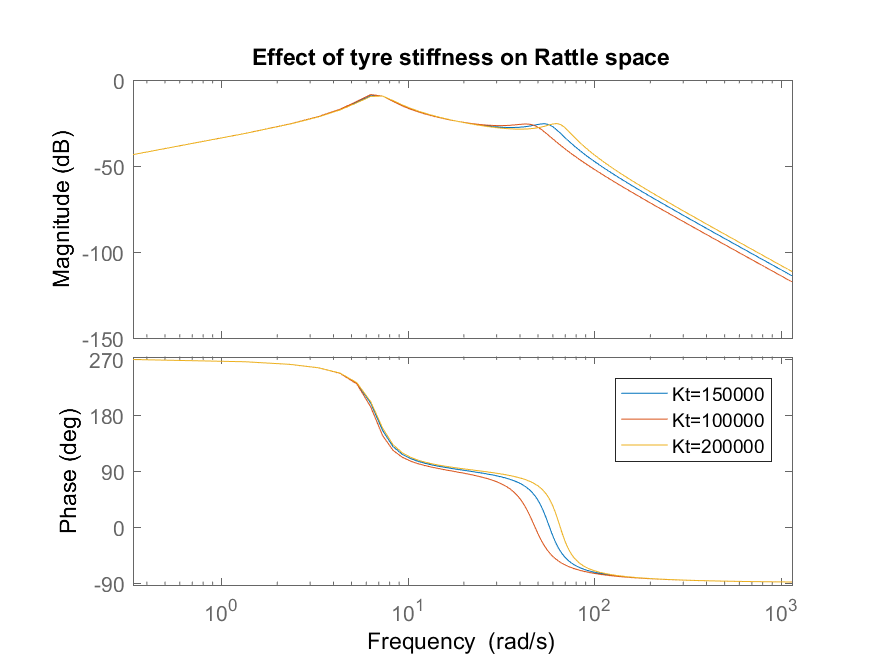 Effect of tyre stiffness on Rattle space
Magnitude (dB)
0
-50
-100
-150
Phase (deg)
270
180
90
0
-90
Kt=150000
Kt=100000
Kt=200000
10^0
10^1
10^2
10^3
Frequency (rad/s)